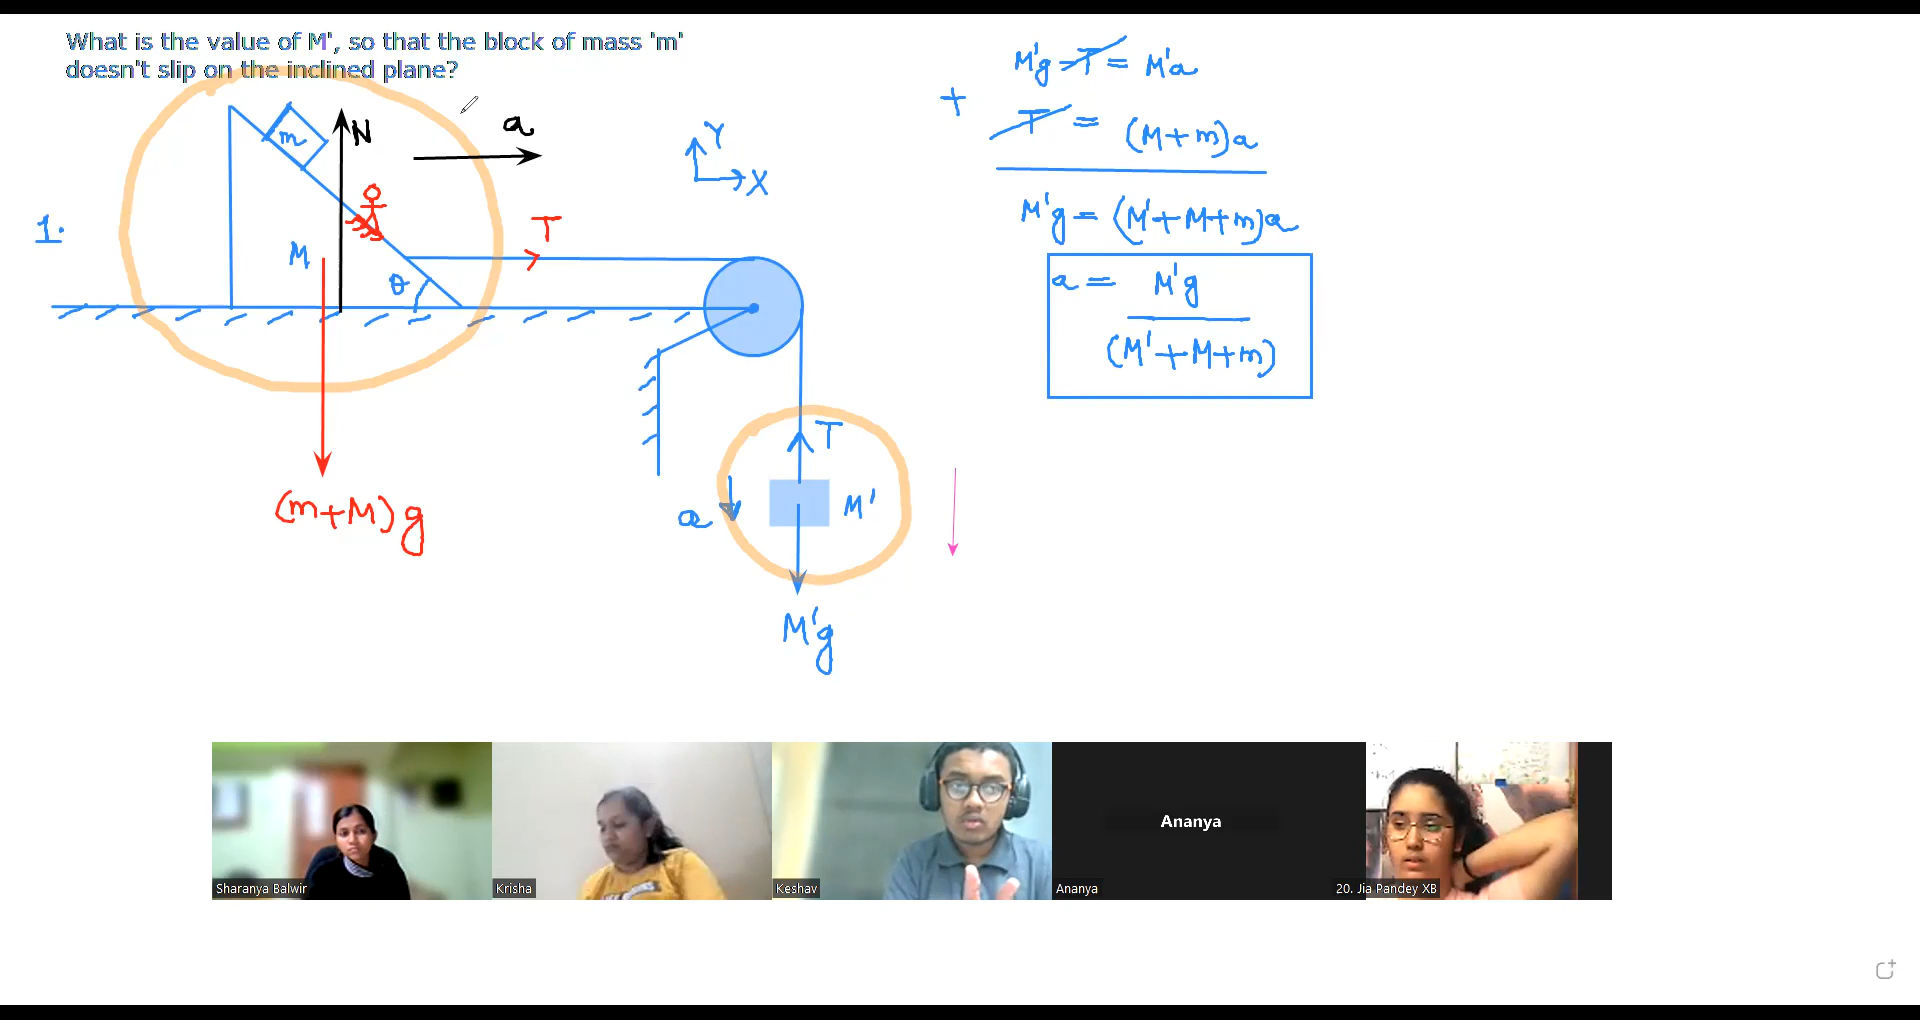 What is the value of M', so that the block of mass 'm'
doesn't slip on the inclined plane?
1.
m
N
a
T
M
θ
(m+M)g
Y
X
T
a
M'
M'g
M'g - T = M'a
+
T = (M+m)a
M'g = (M'+M+m)a
a = M'g
(M'+M+m)
Sharanya Balwir
Krisha
Keshav
Ananya
Ananya
20. Jia Pandey XB